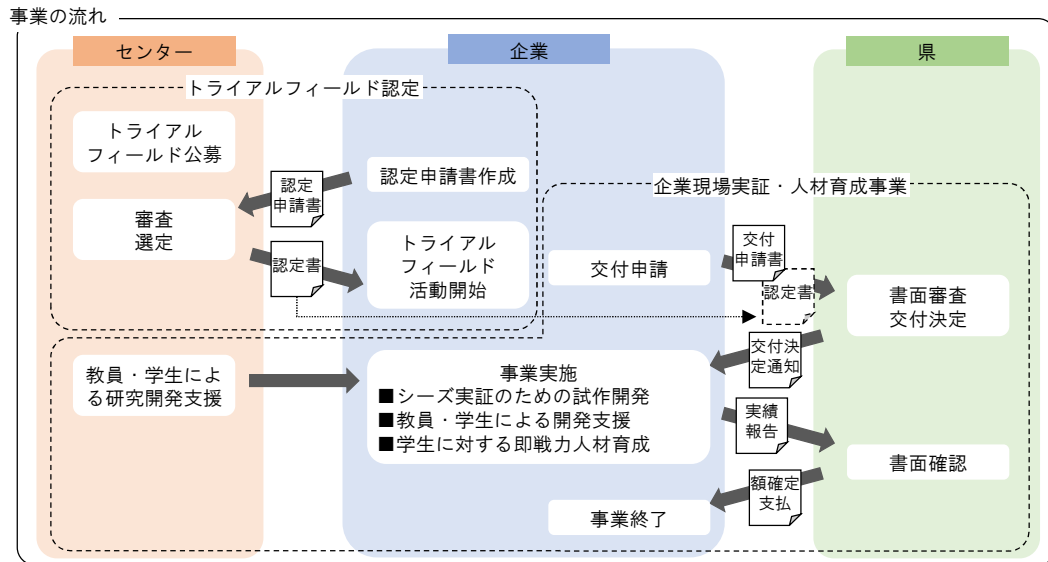 事業の流れ
センター
企業
県
トライアルフィールド認定
トライアル
フィールド公募
認定
申請書
認定申請書作成
企業現場実証・人材育成事業
審査
選定
認定書
トライアル
フィールド
活動開始
交付申請
交付
申請書
認定書
書面審査
交付決定
交付決
定通知
教員・学生によ
る研究開発支援
事業実施
■シーズ実証のための試作開発
■教員・学生による開発支援
■学生に対する即戦力人材育成
実績
報告
書面確認
額確定
支払
事業終了